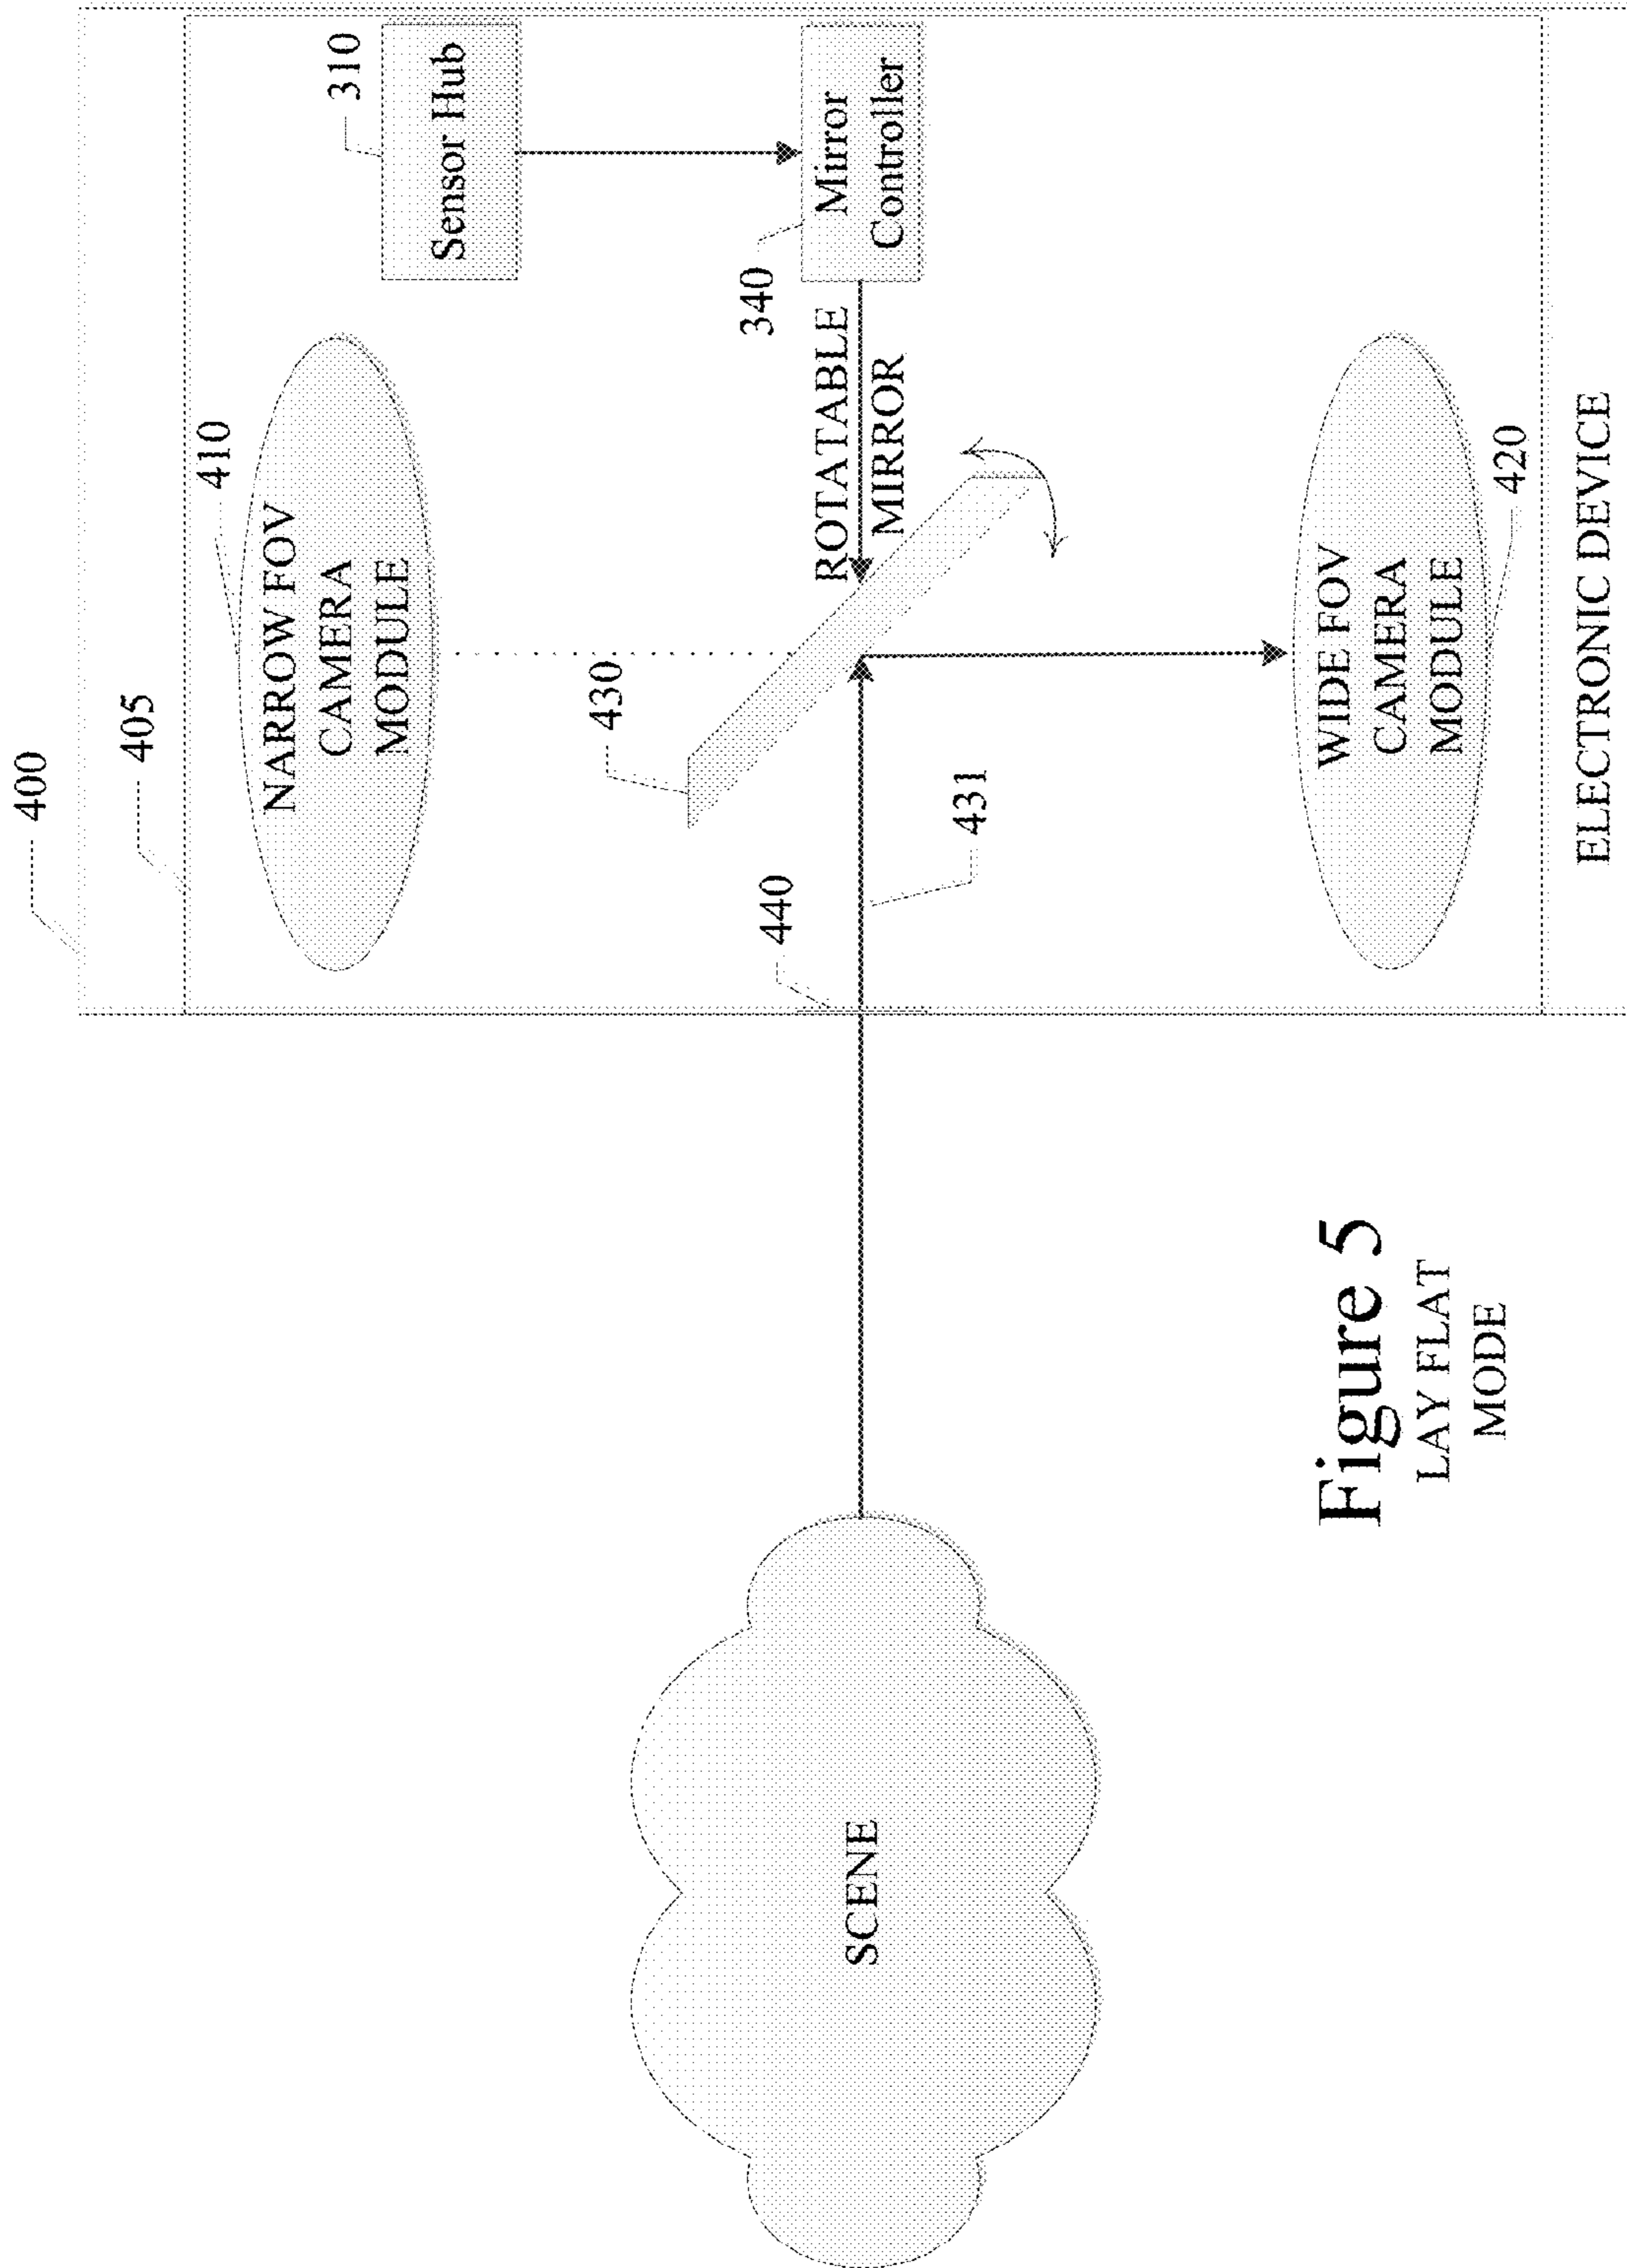 400
405
410
NARROW FOV
CAMERA
MODULE
310
Sensor Hub
430
440
340
Mirror
Controller
ROTATABLE
MIRROR
SCENE
431
WIDE FOV
CAMERA
MODULE
420
Figure 5
LAY FLAT
MODE
ELECTRONIC DEVICE